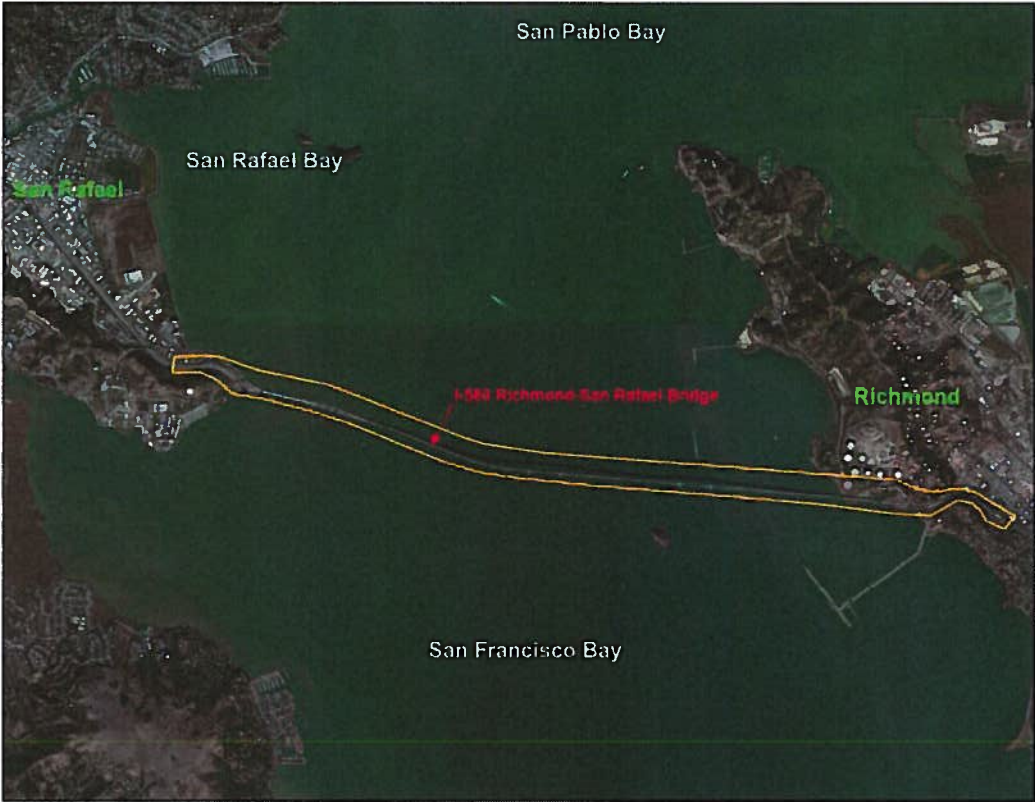 San Pablo Bay
San Rafael Bay
San Rafael
I-580 Richmond-San Rafael Bridge
Richmond
San Francisco Bay